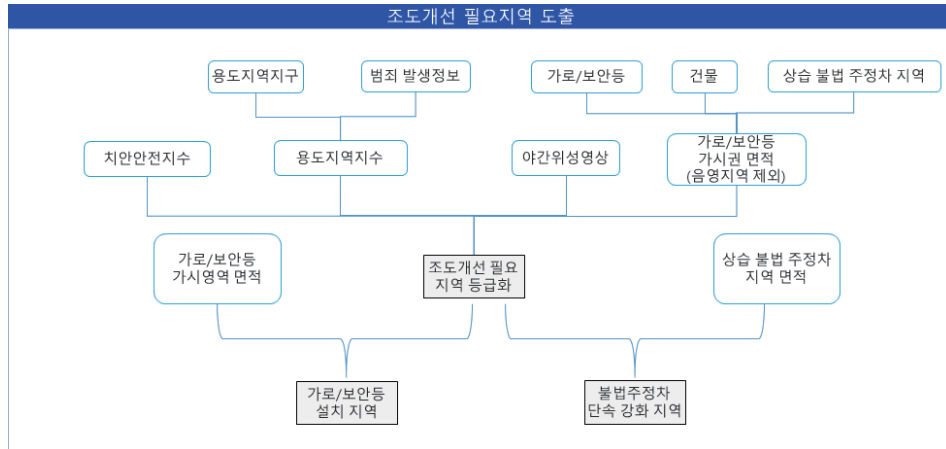 조도개선 필요지역 도출
용도지역지구
범죄 발생정보
가로/보안등
건물
상습 불법 주정차 지역
치안안전지수
용도지역지수
야간위성영상
가로/보안등
가시권 면적
(음영지역 제외)
가로/보안등
가시영역 면적
조도개선 필요
지역 등급화
상습 불법 주정차
지역 면적
가로/보안등
설치 지역
불법주정차
단속 강화 지역